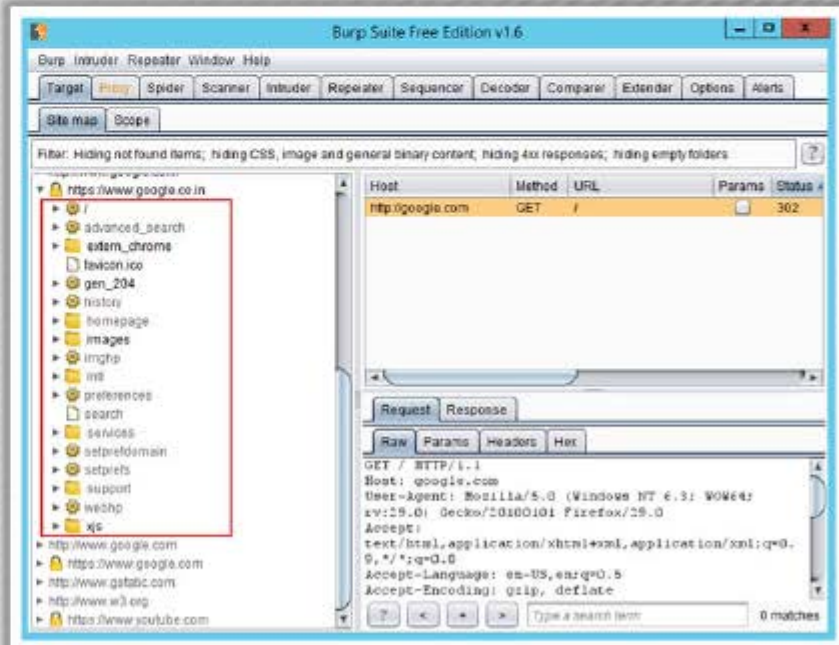 Burp Suite Free Edition v1.6
Burp Intruder Repeater Window Help
Target Proxy Spider Scanner Intruder Repeater Sequencer Decoder Comparer Extender Options Alerts
Site map Scope
Filter: Hiding not found items; hiding CSS, image and general binary content; hiding 4xx responses; hiding empty folders ?
https://www.google.co.in
/
advanced_search
extern_chrome
favicon.ico
gen_204
history
homepage
images
imghp
intl
preferences
search
services
setprefdomain
setprefs
support
webhp
xjs
http://www.google.com
https://www.google.com
http://www.gstatic.com
http://www.w3.org
https://www.youtube.com
Host Method URL Params Status
http://google.com GET / 302
Request Response
Raw Params Headers Hex
GET / HTTP/1.1
Host: google.com
User-Agent: Mozilla/5.0 (Windows NT 6.3; WOW64;
rv:29.0) Gecko/20100101 Firefox/29.0
Accept:
text/html,application/xhtml+xml,application/xml;q=0.
9,*/*;q=0.8
Accept-Language: en-US,en;q=0.5
Accept-Encoding: gzip, deflate
? < + > Type a search term 0 matches